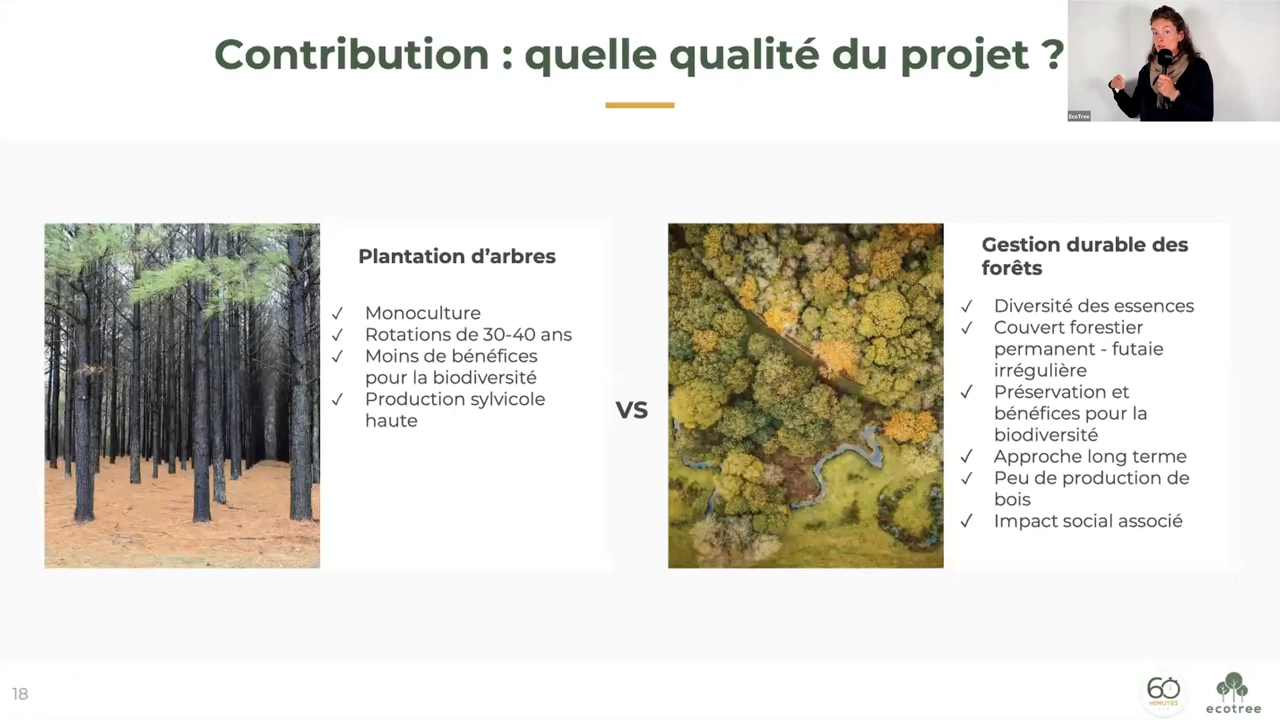 Contribution : quelle qualité du projet ?
EcoTree
Plantation d'arbres
✓ Monoculture
✓ Rotations de 30-40 ans
✓ Moins de bénéfices
pour la biodiversité
✓ Production sylvicole
haute
VS
Gestion durable des
forêts
✓ Diversité des essences
✓ Couvert forestier
permanent - futaie
irrégulière
✓ Préservation et
bénéfices pour la
biodiversité
✓ Approche long terme
✓ Peu de production de
bois
✓ Impact social associé
18
60
MINUTES
ecotree